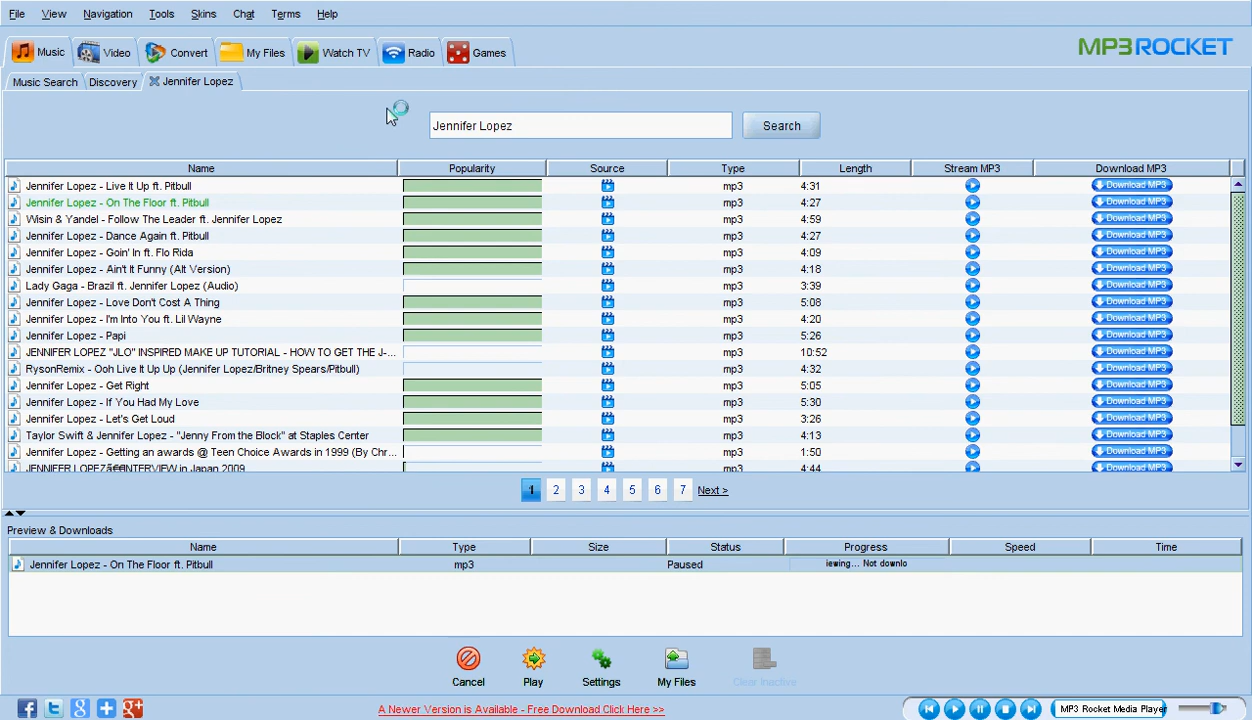 File View Navigation Tools Skins Chat Terms Help
Music Video Convert My Files Watch TV Radio Games MP3ROCKET
Music Search Discovery Jennifer Lopez
Jennifer Lopez Search
Name Popularity Source Type Length Stream MP3 Download MP3
Jennifer Lopez - Live It Up ft. Pitbull mp3 4:31 Download MP3
Jennifer Lopez - On The Floor ft. Pitbull mp3 4:27 Download MP3
Wisin & Yandel - Follow The Leader ft. Jennifer Lopez mp3 4:59 Download MP3
Jennifer Lopez - Dance Again ft. Pitbull mp3 4:27 Download MP3
Jennifer Lopez - Goin' In ft. Flo Rida mp3 4:09 Download MP3
Jennifer Lopez - Ain't It Funny (Alt Version) mp3 4:18 Download MP3
Lady Gaga - Brazil ft. Jennifer Lopez (Audio) mp3 3:39 Download MP3
Jennifer Lopez - Love Don't Cost A Thing mp3 5:08 Download MP3
Jennifer Lopez - I'm Into You ft. Lil Wayne mp3 4:20 Download MP3
Jennifer Lopez - Papi mp3 5:26 Download MP3
JENNIFER LOPEZ "JLO" INSPIRED MAKE UP TUTORIAL - HOW TO GET THE J-... mp3 10:52 Download MP3
RysonRemix - Ooh Live It Up Up (Jennifer Lopez/Britney Spears/Pitbull) mp3 4:32 Download MP3
Jennifer Lopez - Get Right mp3 5:05 Download MP3
Jennifer Lopez - If You Had My Love mp3 5:30 Download MP3
Jennifer Lopez - Let's Get Loud mp3 3:26 Download MP3
Taylor Swift & Jennifer Lopez - "Jenny From the Block" at Staples Center mp3 4:13 Download MP3
Jennifer Lopez - Getting an awards @ Teen Choice Awards in 1999 (By Chr... mp3 1:50 Download MP3
JENNIFER LOPEZ in Japan 2009 mp3 4:44 Download MP3
1 2 3 4 5 6 7 Next >
Preview & Downloads
Name Type Size Status Progress Speed Time
Jennifer Lopez - On The Floor ft. Pitbull mp3 Paused iewing... Not downlo
Cancel Play Settings My Files Clear Inactive
A Newer Version is Available - Free Download Click Here >> MP3 Rocket Media Player